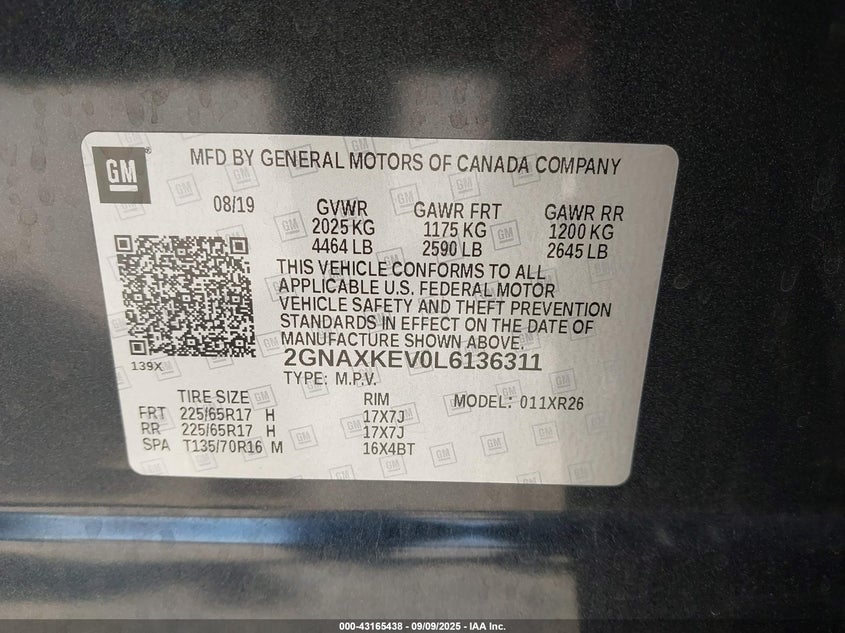 GM
MFD BY GENERAL MOTORS OF CANADA COMPANY
08/19 GVWR GAWR FRT GAWR RR
2025 KG 1175 KG 1200 KG
4464 LB 2590 LB 2645 LB
THIS VEHICLE CONFORMS TO ALL
APPLICABLE U.S. FEDERAL MOTOR
VEHICLE SAFETY AND THEFT PREVENTION
STANDARDS IN EFFECT ON THE DATE OF
MANUFACTURE SHOWN ABOVE.
139X
2GNAXKEV0L6136311
TYPE: M.P.V.
TIRE SIZE RIM MODEL: 011XR26
FRT 225/65R17 H 17X7J
RR 225/65R17 H 17X7J
SPA T135/70R16 M 16X4BT
000-43165438 - 09/09/2025 - IAA Inc.